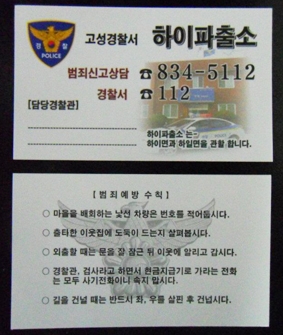 경찰
POLICE
고성경찰서 하이파출소
범죄신고상담 ☎ 834-5112
경찰서 ☎ 112
[담당경찰관]
하이파출소 는~
하이면과 하일면을 관할 합니다.
[ 범 죄 예 방 수 칙 ]
○ 마을을 배회하는 낯선 차량은 번호를 적어둡시다.
○ 출타한 이웃집에 도둑이 드는지 살펴봅시다.
○ 외출할 때는 문을 잘 잠근 뒤 이웃에 알리고 갑시다.
○ 경찰관, 검사라고 하면서 현금지급기로 가라는 전화
는 모두 사기전화이니 속지 맙시다.
○ 길을 건널 때는 반드시 좌, 우를 살핀 후 건넙시다.